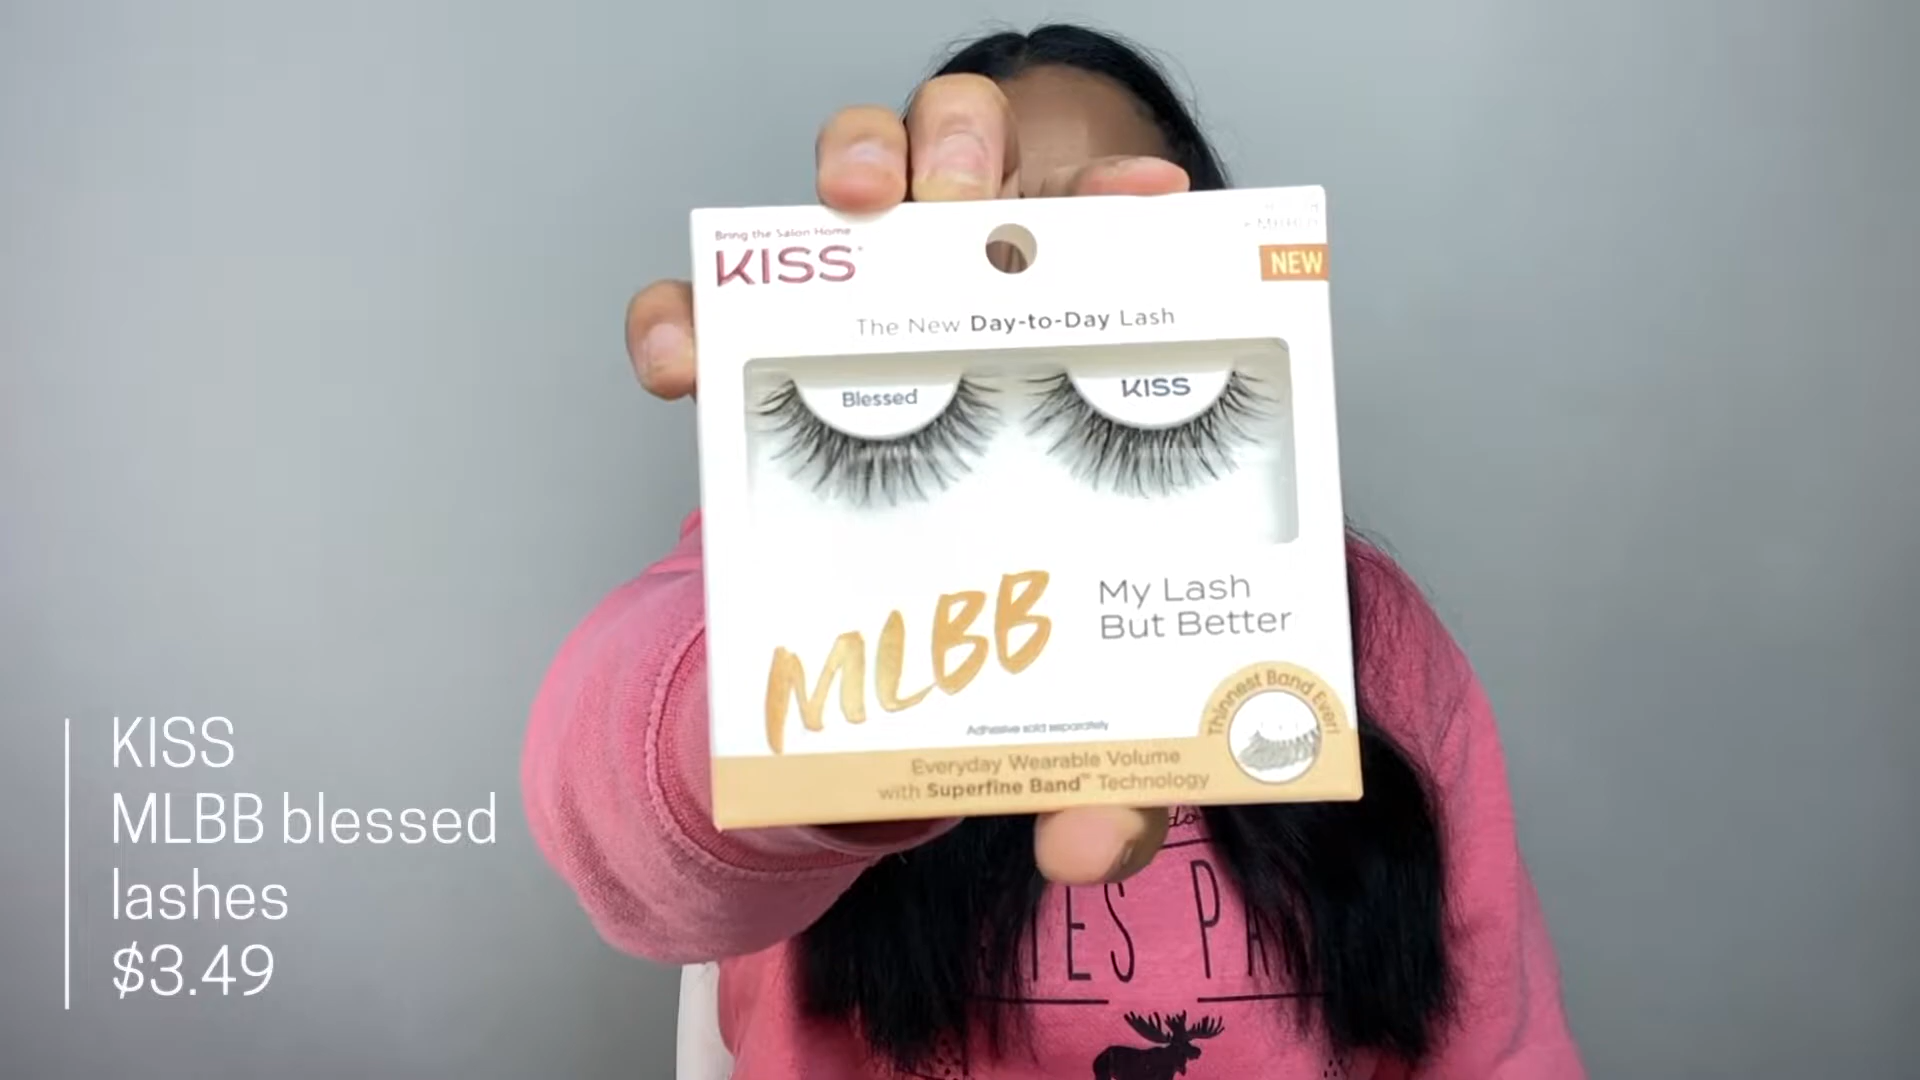 Bring the Salon Home
KISS
NEW
The New Day-to-Day Lash
Blessed
KISS
MLBB
My Lash
But Better
Thinnest Band Ever!
Adhesive sold separately
Everyday Wearable Volume
with Superfine Band™ Technology
KISS
MLBB blessed
lashes
$3.49